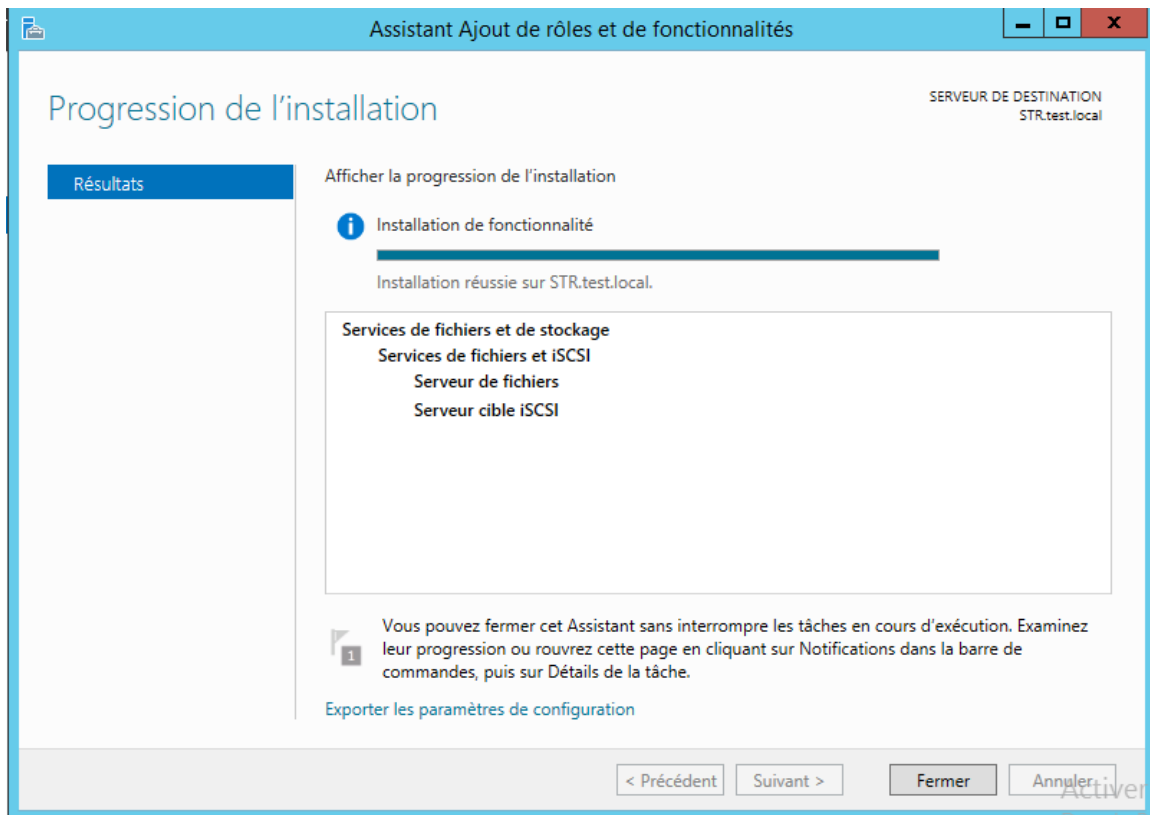 Assistant Ajout de rôles et de fonctionnalités
Progression de l'installation
SERVEUR DE DESTINATION
STR.test.local
Résultats
Afficher la progression de l'installation
Installation de fonctionnalité
Installation réussie sur STR.test.local.
Services de fichiers et de stockage
Services de fichiers et iSCSI
Serveur de fichiers
Serveur cible iSCSI
1
Vous pouvez fermer cet Assistant sans interrompre les tâches en cours d'exécution. Examinez
leur progression ou rouvrez cette page en cliquant sur Notifications dans la barre de
commandes, puis sur Détails de la tâche.
Exporter les paramètres de configuration
< Précédent
Suivant >
Fermer
Annuler
Activer